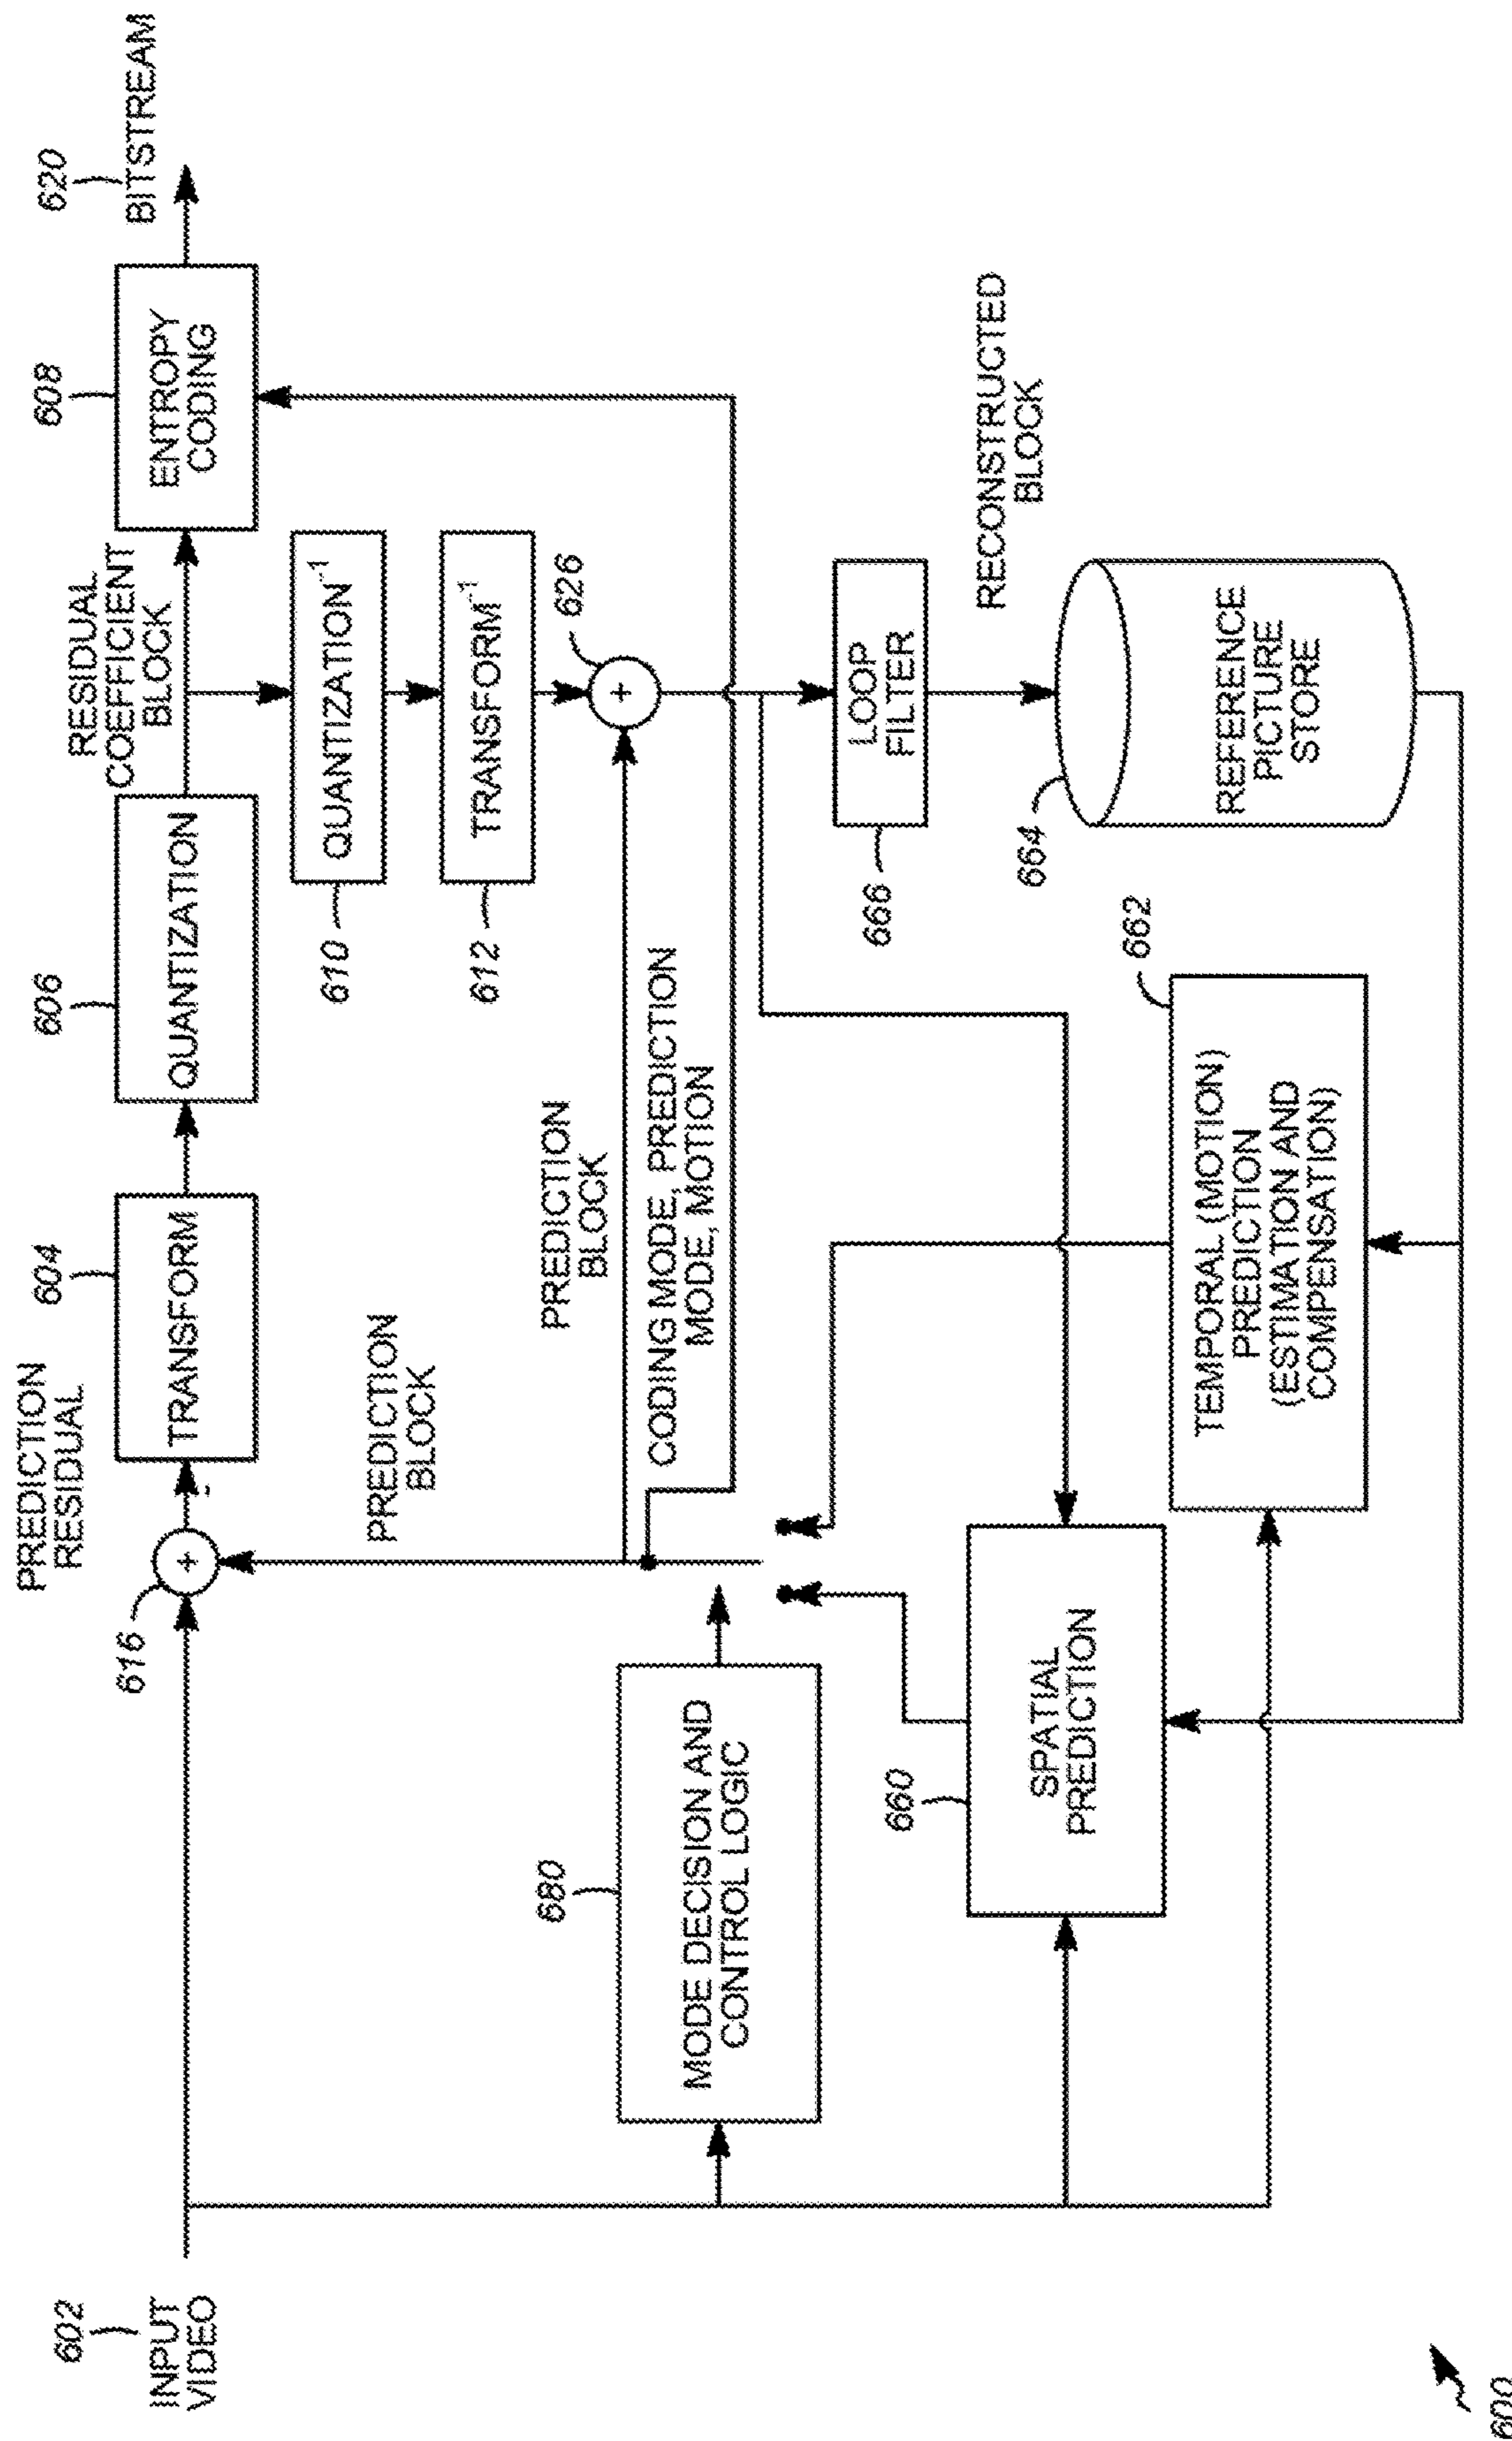 602
INPUT
VIDEO
616
PREDICTION
RESIDUAL
-
+
604
TRANSFORM
606
QUANTIZATION
RESIDUAL
COEFFICIENT
BLOCK
608
ENTROPY
CODING
620
BITSTREAM
PREDICTION
BLOCK
610
QUANTIZATION-1
612
TRANSFORM-1
626
+
PREDICTION
BLOCK
CODING MODE, PREDICTION
MODE, MOTION
680
MODE DECISION AND
CONTROL LOGIC
660
SPATIAL
PREDICTION
662
TEMPORAL (MOTION)
PREDICTION
(ESTIMATION AND
COMPENSATION)
666
LOOP
FILTER
RECONSTRUCTED
BLOCK
664
REFERENCE
PICTURE
STORE
600